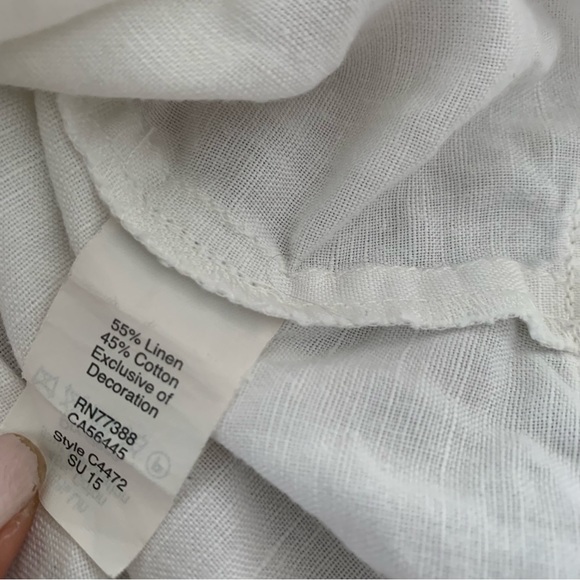 55% Linen
45% Cotton
Exclusive of
Decoration
RN77388
CA56445
Style C4472
SU 15